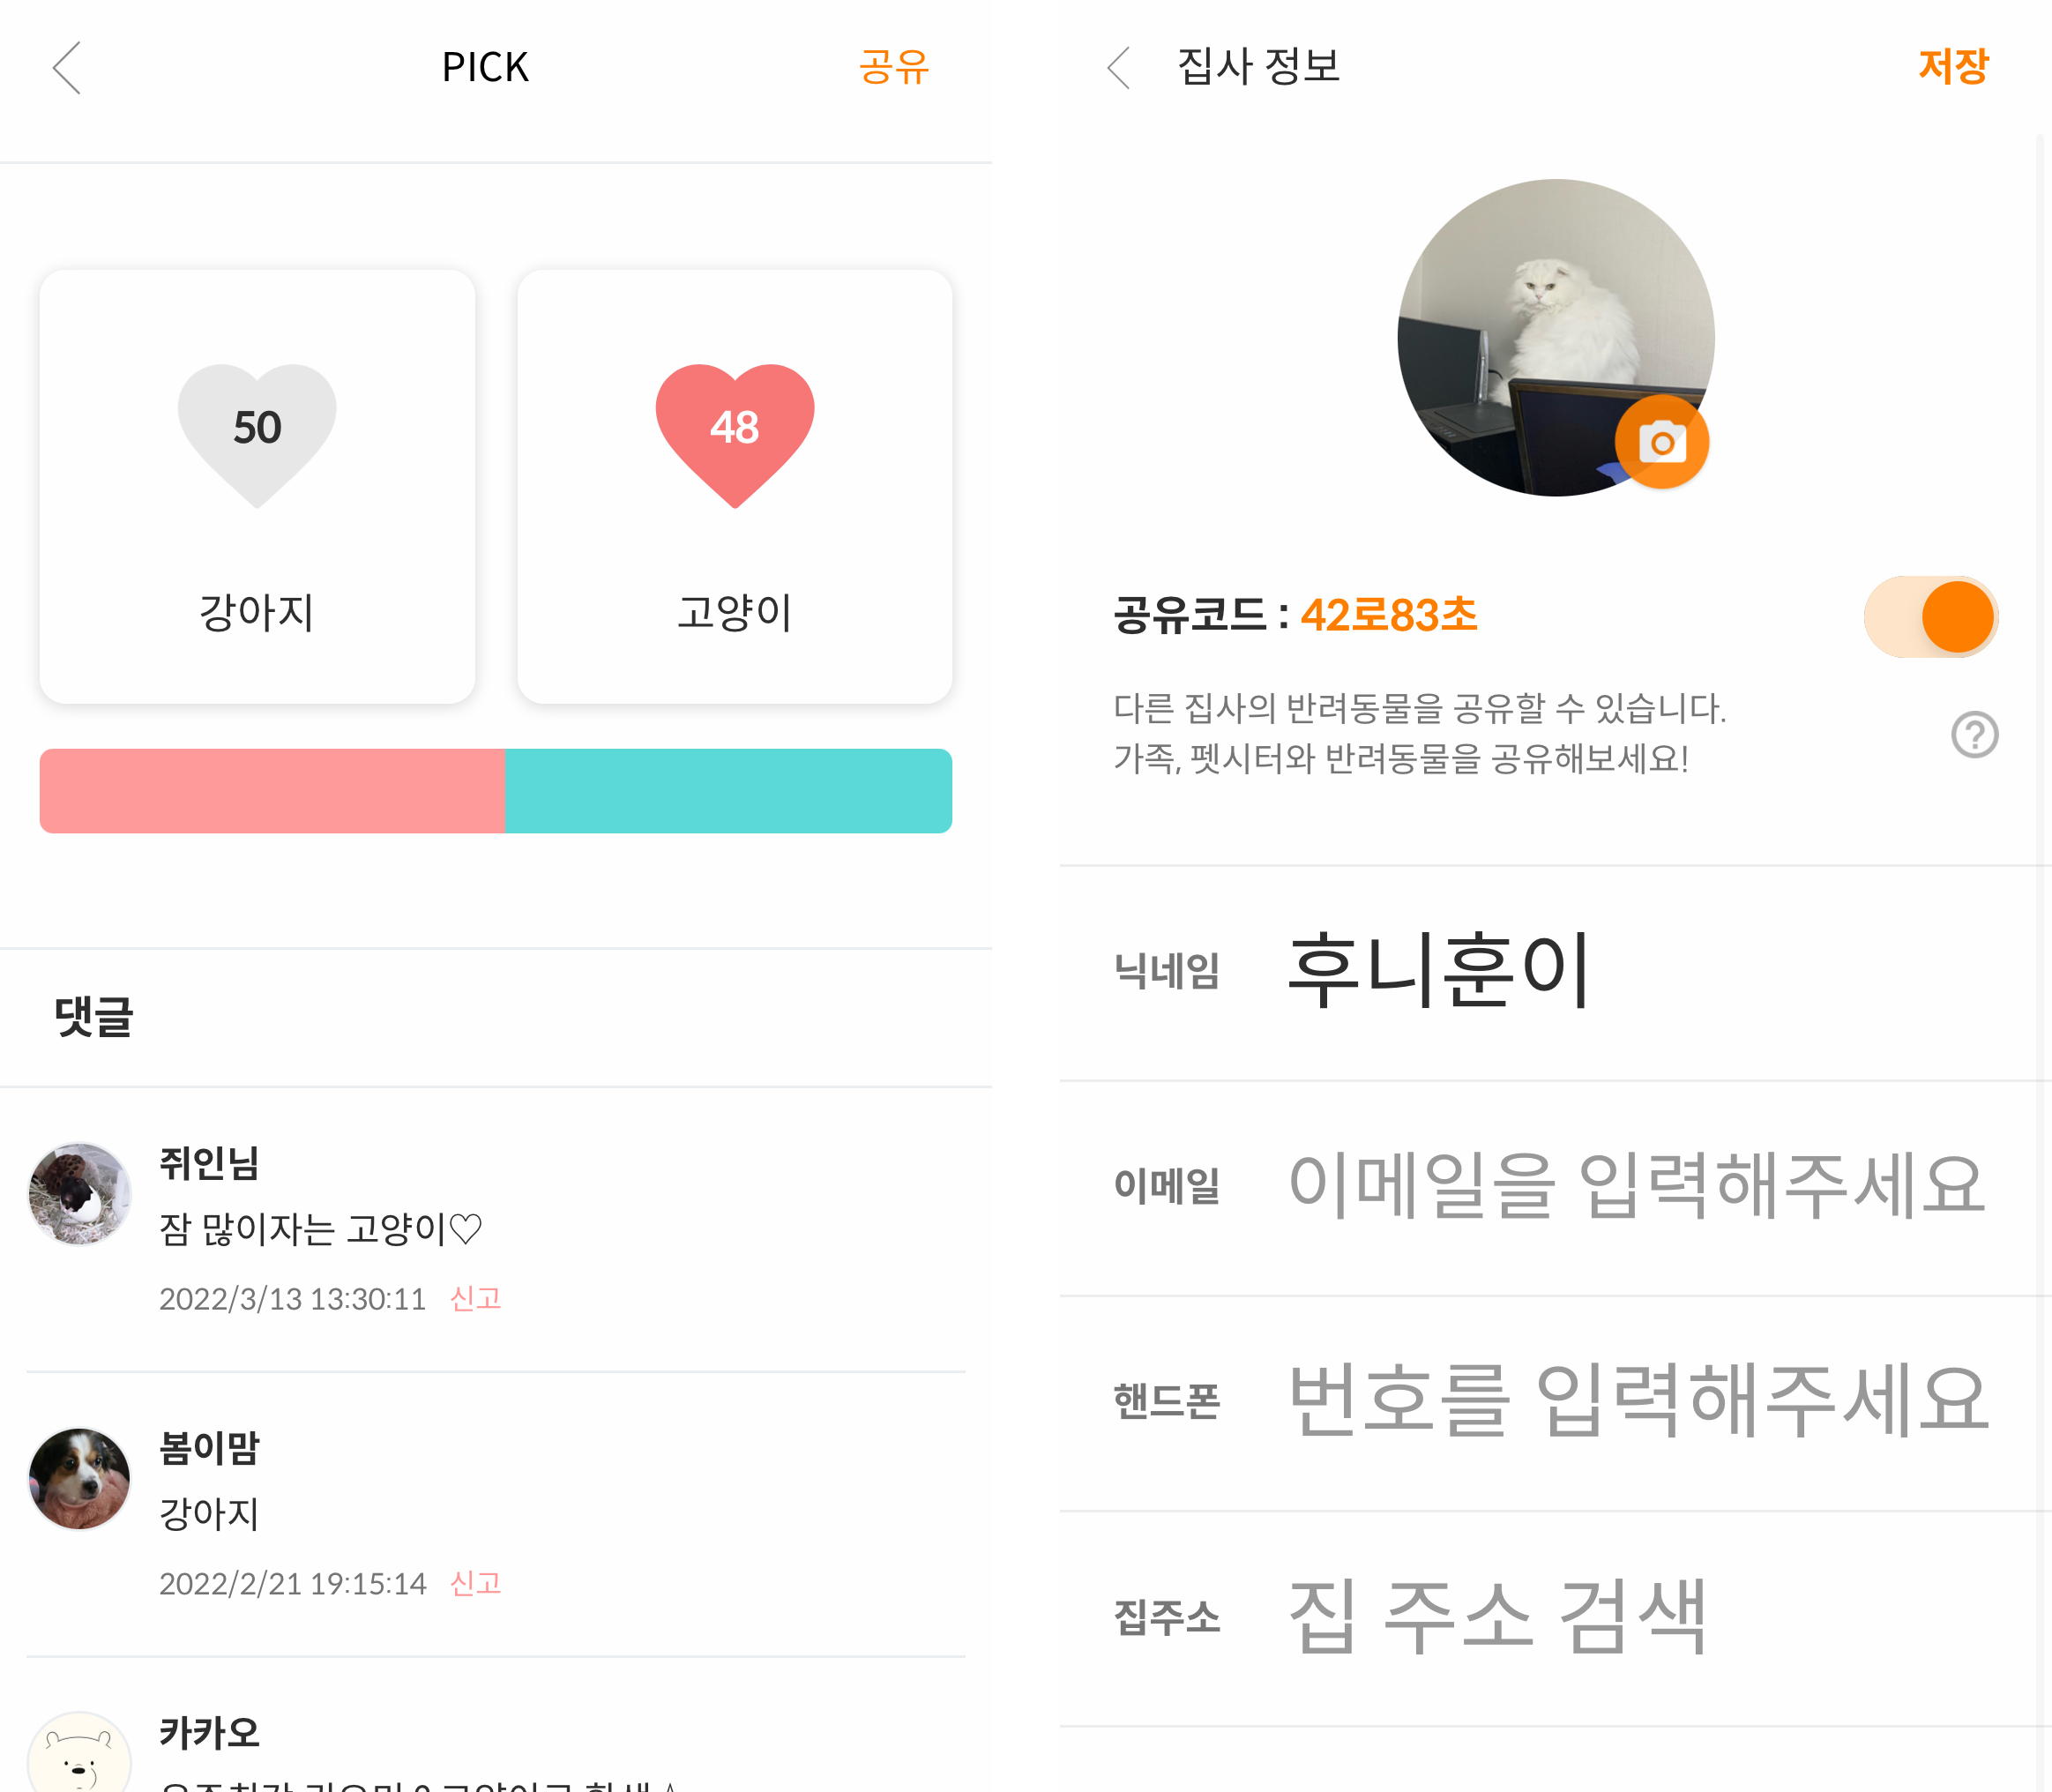 PICK
공유
50
48
강아지
고양이
댓글
쥐인님
잠 많이자는 고양이♡
2022/3/13 13:30:11 신고
봄이맘
강아지
2022/2/21 19:15:14 신고
카카오
집사 정보
저장
공유코드 : 42로83초
다른 집사의 반려동물을 공유할 수 있습니다.
가족, 펫시터와 반려동물을 공유해보세요!
닉네임 후니훈이
이메일 이메일을 입력해주세요
핸드폰 번호를 입력해주세요
집주소 집 주소 검색